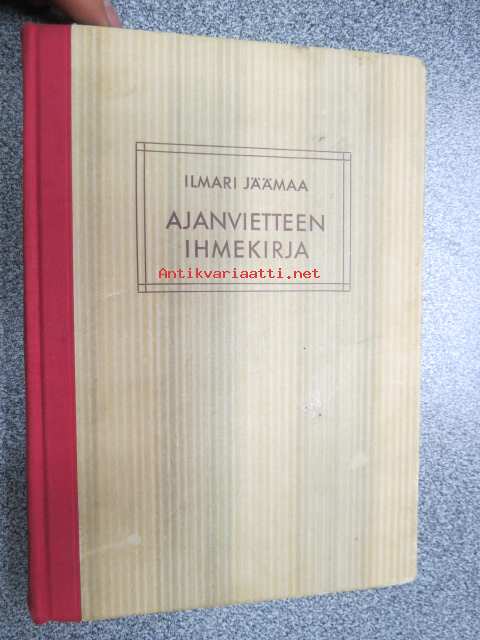 ILMARI JÄÄMAA
AJANVIETTEEN
IHMEKIRJA
Antikvariaatti.net